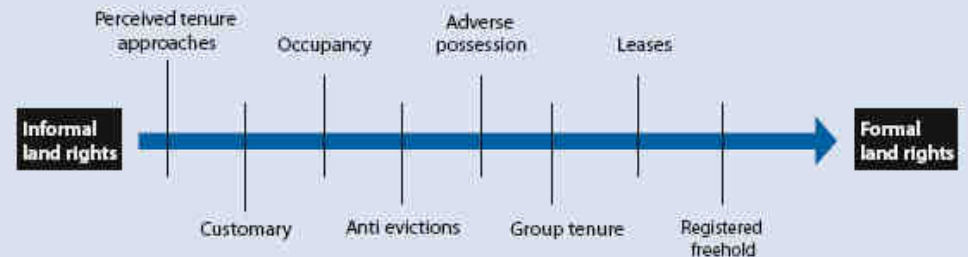 Perceived tenure
approaches
Occupancy
Adverse
possession
Leases
Informal
land rights
Formal
land rights
Customary
Anti evictions
Group tenure
Registered
freehold